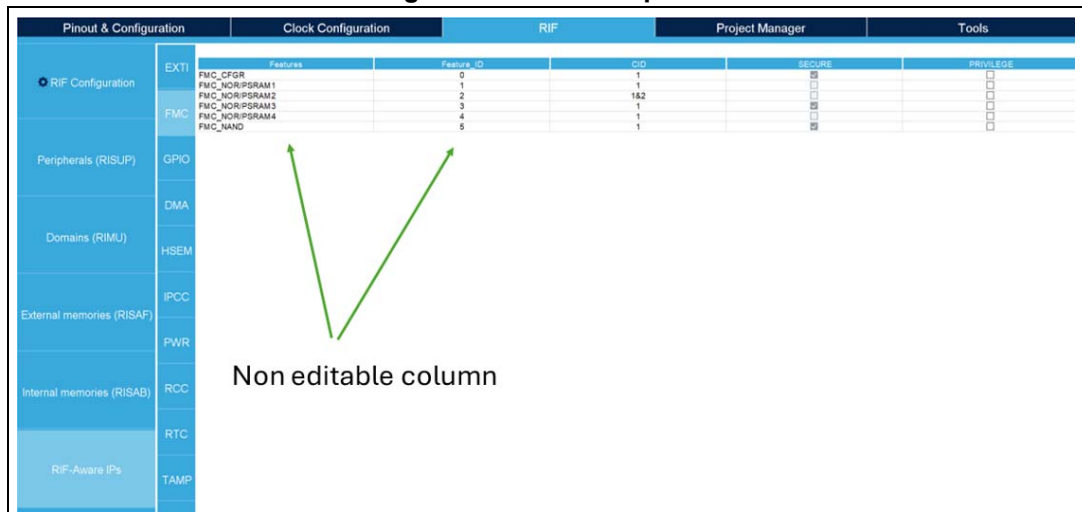 Pinout & Configuration Clock Configuration RIF Project Manager Tools
RIF Configuration
Peripherals (RISUP)
Domains (RIMU)
External memories (RISAF)
Internal memories (RISAB)
RIF-Aware IPs
EXTI
FMC
GPIO
DMA
HSEM
IPCC
PWR
RCC
RTC
TAMP
Features Feature_ID CID SECURE PRIVILEGE
FMC_CFGR 0 1
FMC_NOR/PSRAM1 1 1
FMC_NOR/PSRAM2 2 1&2
FMC_NOR/PSRAM3 3 1
FMC_NOR/PSRAM4 4 1
FMC_NAND 5 1
Non editable column